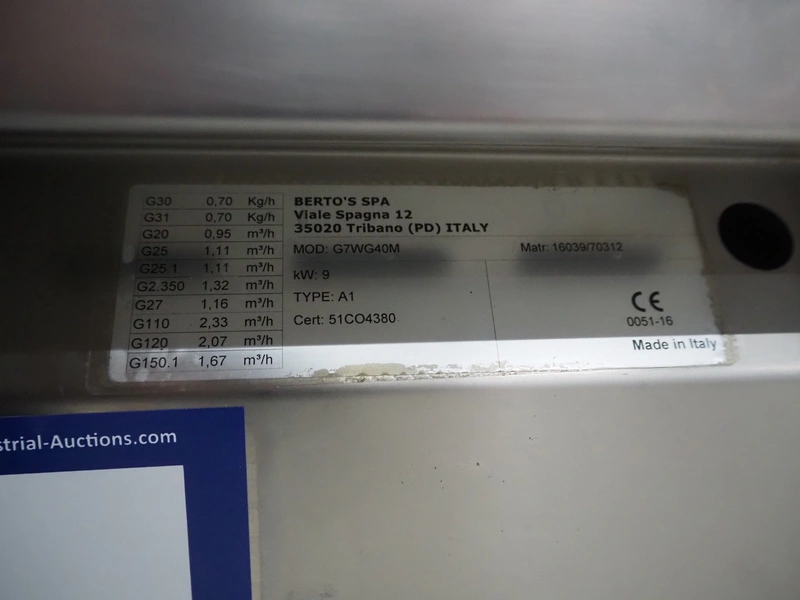 G30 0,70 Kg/h
G31 0,70 Kg/h
G20 0,95 m³/h
G25 1,11 m³/h
G25.1 1,11 m³/h
G2.350 1,32 m³/h
G27 1,16 m³/h
G110 2,33 m³/h
G120 2,07 m³/h
G150.1 1,67 m³/h
BERTO'S SPA
Viale Spagna 12
35020 Tribano (PD) ITALY
MOD: G7WG40M Matr: 16039/70312
kW: 9
TYPE: A1
Cert: 51CO4380
CE
0051-16
Made in Italy
strial-Auctions.com